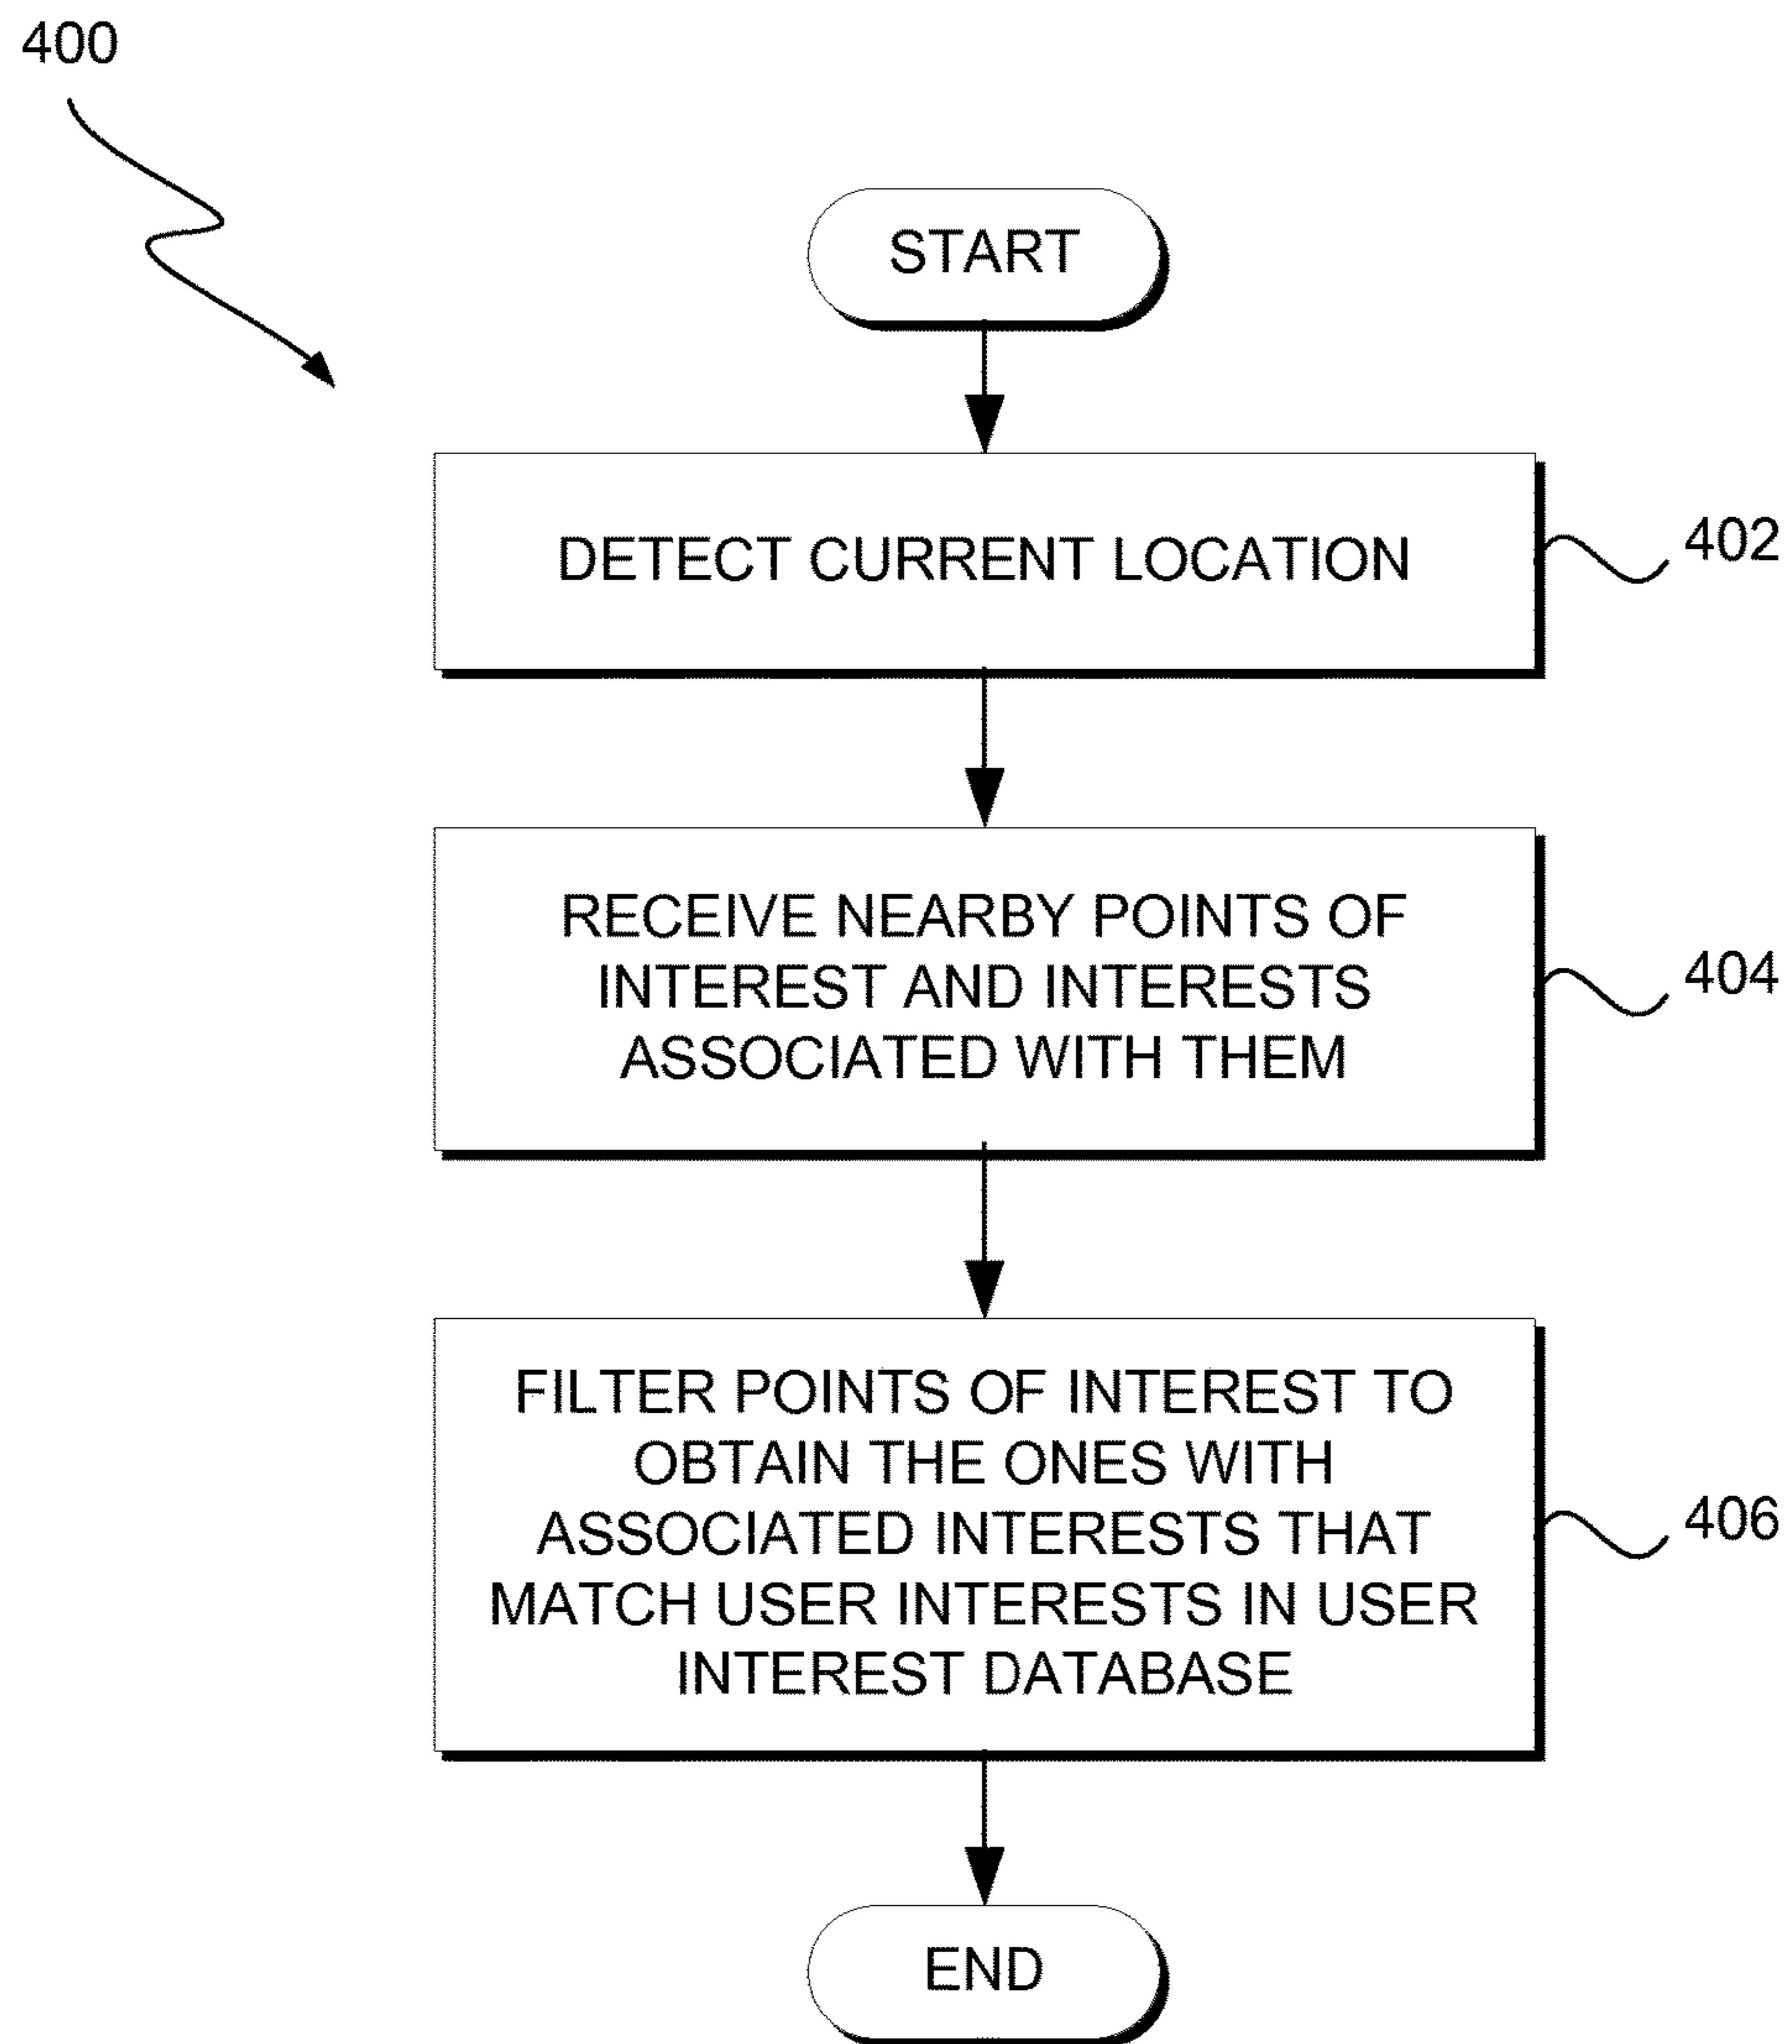 400
START
DETECT CURRENT LOCATION
402
RECEIVE NEARBY POINTS OF
INTEREST AND INTERESTS
ASSOCIATED WITH THEM
404
FILTER POINTS OF INTEREST TO
OBTAIN THE ONES WITH
ASSOCIATED INTERESTS THAT
MATCH USER INTERESTS IN USER
INTEREST DATABASE
406
END